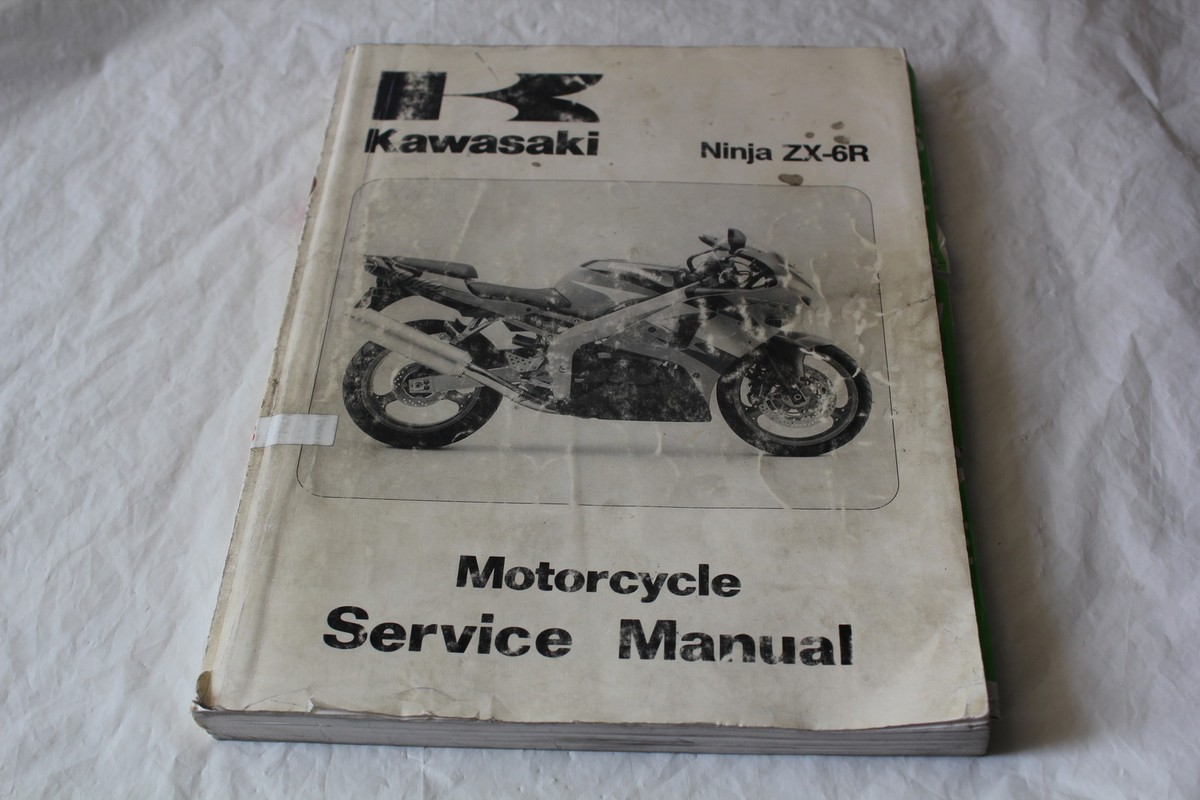 Kawasaki
Ninja ZX-6R
Motorcycle
Service Manual